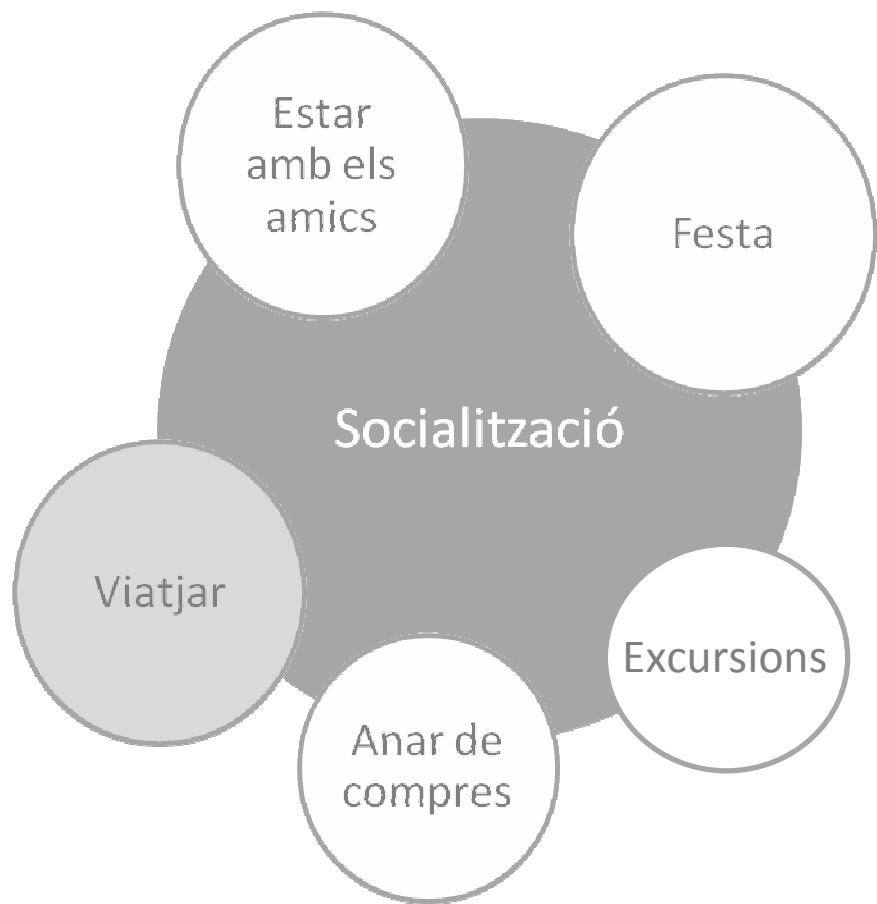 Estar
amb els
amics
Festa
Socialització
Viatjar
Excursions
Anar de
compres